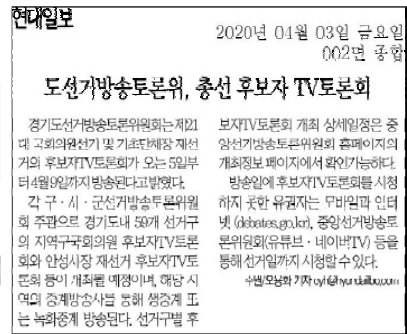 현대일보
2020년 04월 03일 금요일
002면 종합
도선거방송토론위, 총선 후보자 TV토론회
경기도선거방송토론위원회는 제21
대 국회의원선거 및 기초단체장 재선
거의 후보자TV토론회가 오는 5일부
터 4월9일까지 방송된다고 밝혔다.
각 구·시·군선거방송토론위원
회 주관으로 경기도내 59개 선거구
의 지역구국회의원 후보자TV토론
회와 안성시장 재선거 후보자TV토
론회 등이 개최될 예정이며, 해당 지
역의 중계방송사를 통해 생중계 또
는 녹화중계 방송된다. 선거구별 후
보자TV토론회 개최 상세일정은 중
앙선거방송토론위원회 홈페이지의
개최정보 페이지에서 확인가능하다.
방송일에 후보자TV토론회를 시청
하지 못한 유권자는 모바일과 인터
넷(debates.go.kr), 중앙선거방송토
론위원회(유튜브·네이버TV) 등을
통해 선거일까지 시청할 수 있다.
수원/오용화 기자 oyh@hyundaiilbo.com